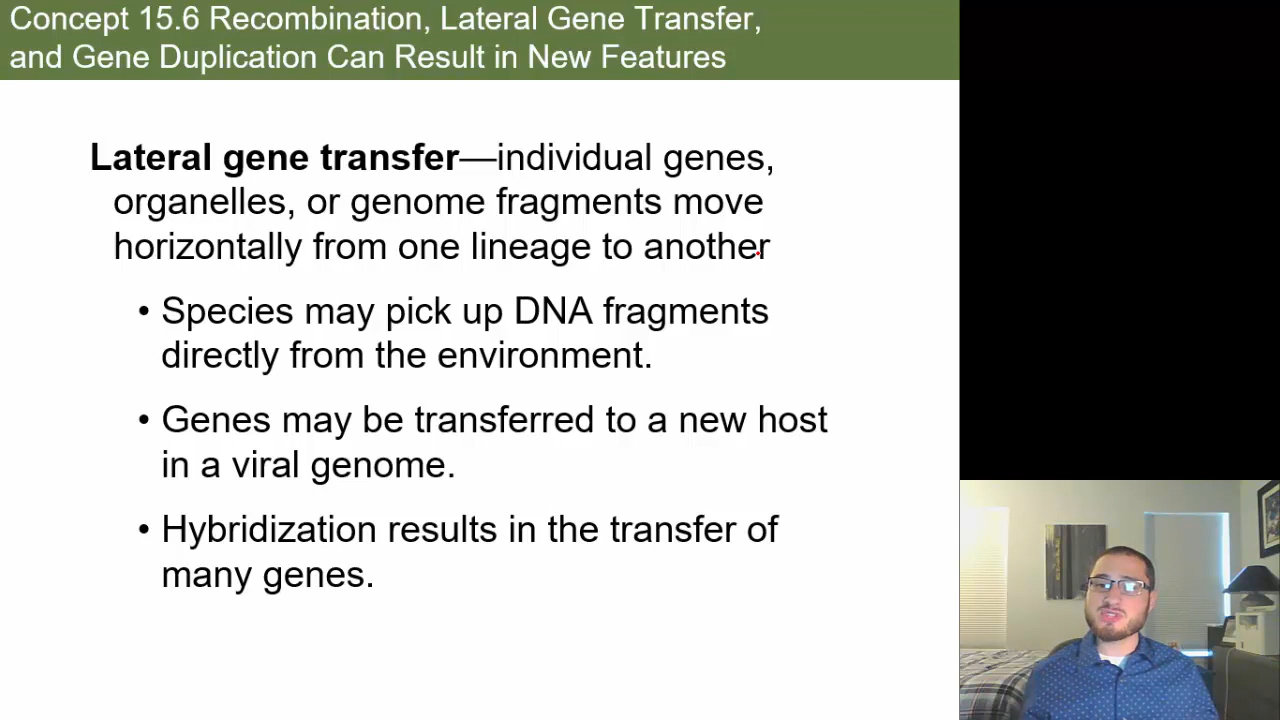 Concept 15.6 Recombination, Lateral Gene Transfer,
and Gene Duplication Can Result in New Features
Lateral gene transfer—individual genes,
organelles, or genome fragments move
horizontally from one lineage to another
• Species may pick up DNA fragments
directly from the environment.
• Genes may be transferred to a new host
in a viral genome.
• Hybridization results in the transfer of
many genes.